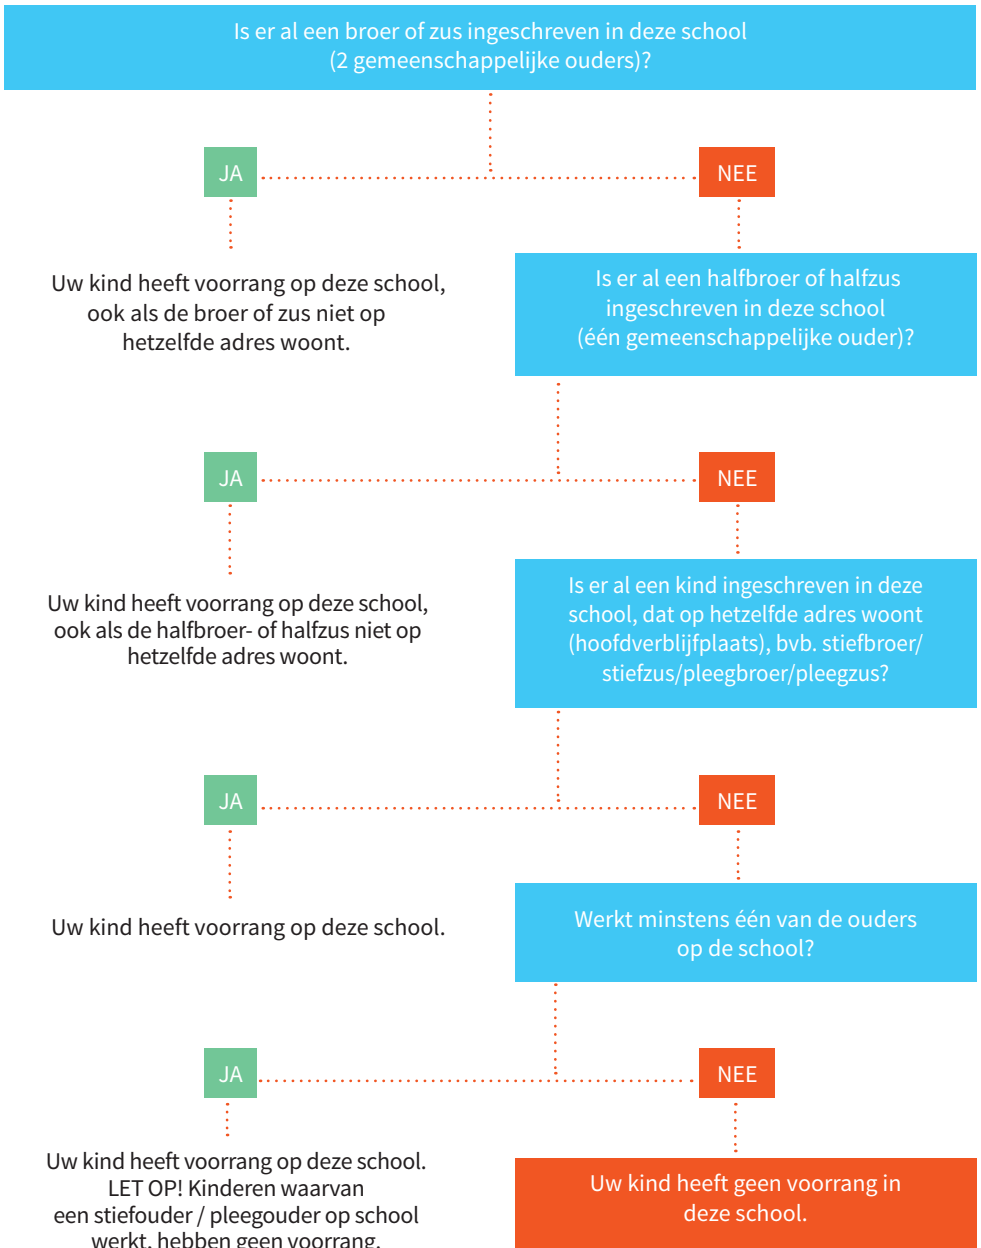 Is er al een broer of zus ingeschreven in deze school
(2 gemeenschappelijke ouders)?
JA
NEE
Uw kind heeft voorrang op deze school,
ook als de broer of zus niet op
hetzelfde adres woont.
Is er al een halfbroer of halfzus
ingeschreven in deze school
(één gemeenschappelijke ouder)?
JA
NEE
Uw kind heeft voorrang op deze school,
ook als de halfbroer- of halfzus niet op
hetzelfde adres woont.
Is er al een kind ingeschreven in deze
school, dat op hetzelfde adres woont
(hoofdverblijfplaats), bvb. stiefbroer/
stiefzus/pleegbroer/pleegzus?
JA
NEE
Uw kind heeft voorrang op deze school.
Werkt minstens één van de ouders
op de school?
JA
NEE
Uw kind heeft voorrang op deze school.
LET OP! Kinderen waarvan
een stiefouder / pleegouder op school
werkt, hebben geen voorrang.
Uw kind heeft geen voorrang in
deze school.